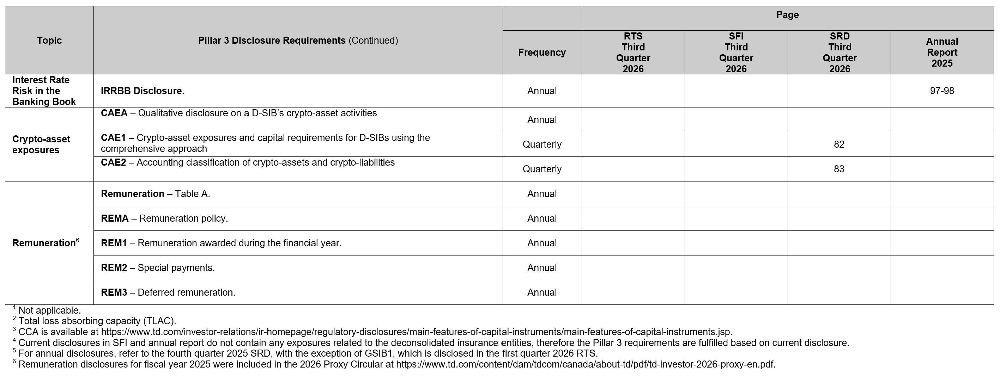 Page
Topic
Pillar 3 Disclosure Requirements (Continued)
Frequency
RTS
Third
Quarter
2026
SFI
Third
Quarter
2026
SRD
Third
Quarter
2026
Annual
Report
2025
Interest Rate
Risk in the
Banking Book
IRRBB Disclosure.
Annual
97-98
Crypto-asset
exposures
CAEA – Qualitative disclosure on a D-SIB’s crypto-asset activities
Annual
CAE1 – Crypto-asset exposures and capital requirements for D-SIBs using the
comprehensive approach
Quarterly
82
CAE2 – Accounting classification of crypto-assets and crypto-liabilities
Quarterly
83
Remuneration6
Remuneration – Table A.
Annual
REMA – Remuneration policy.
Annual
REM1 – Remuneration awarded during the financial year.
Annual
REM2 – Special payments.
Annual
REM3 – Deferred remuneration.
Annual
1 Not applicable.
2 Total loss absorbing capacity (TLAC).
3 CCA is available at https://www.td.com/investor-relations/ir-homepage/regulatory-disclosures/main-features-of-capital-instruments/main-features-of-capital-instruments.jsp.
4 Current disclosures in SFI and annual report do not contain any exposures related to the deconsolidated insurance entities, therefore the Pillar 3 requirements are fulfilled based on current disclosure.
5 For annual disclosures, refer to the fourth quarter 2025 SRD, with the exception of GSIB1, which is disclosed in the first quarter 2026 RTS.
6 Remuneration disclosures for fiscal year 2025 were included in the 2026 Proxy Circular at https://www.td.com/content/dam/tdcom/canada/about-td/pdf/td-investor-2026-proxy-en.pdf.